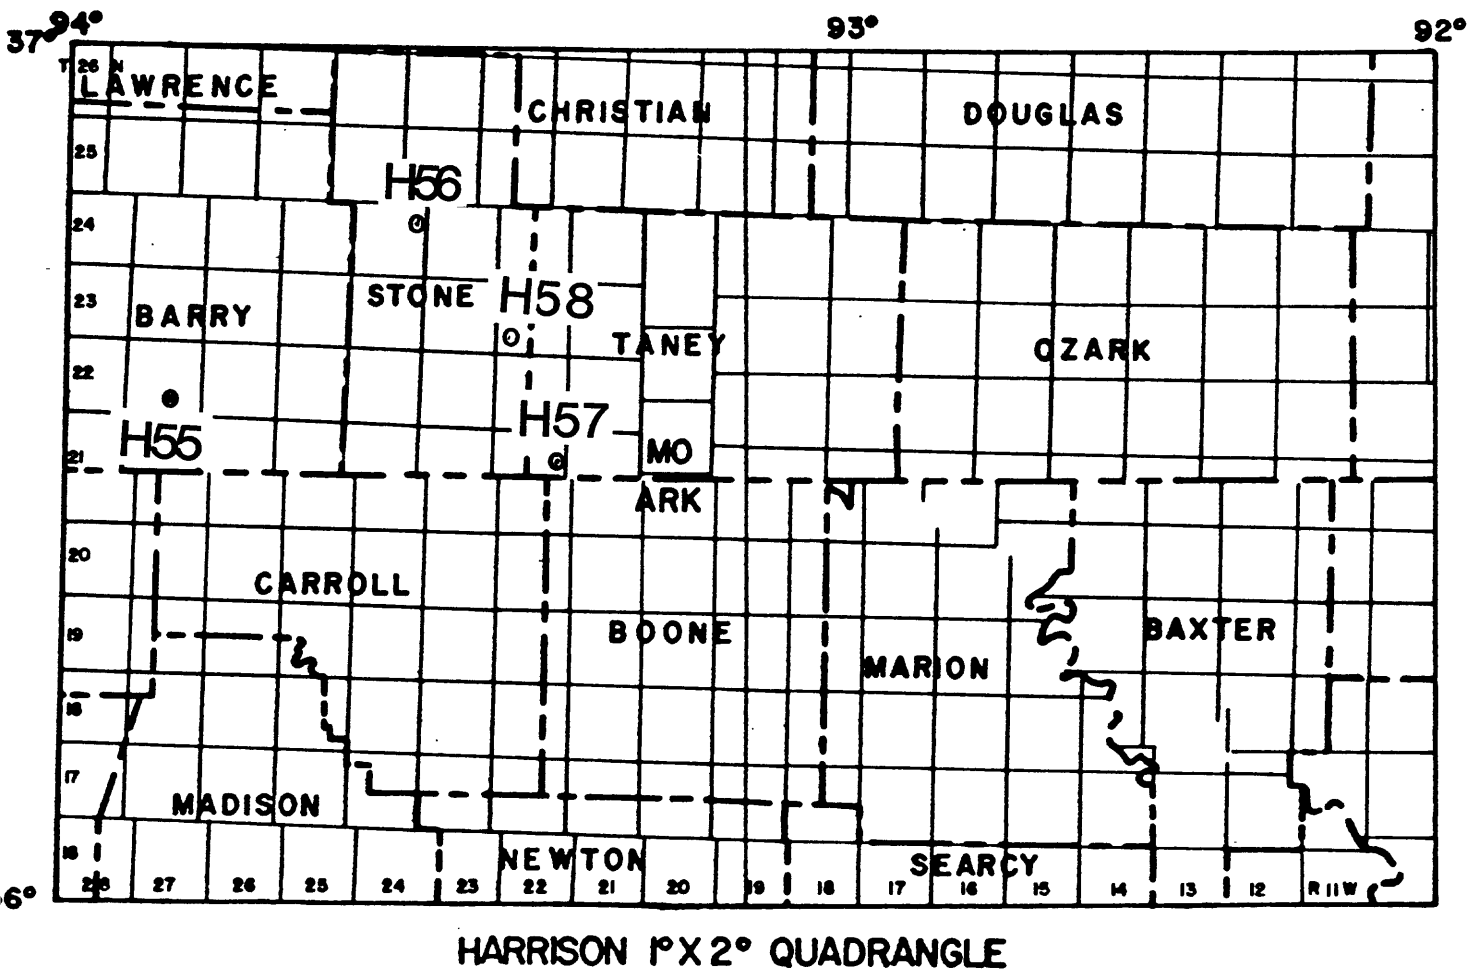 94° 93° 92°
37°
T 26 N
LAWRENCE
CHRISTIAN DOUGLAS
25
H56
24
STONE H58
23
BARRY
TANEY OZARK
22
H57
H55
MO
21
ARK
20
CARROLL
19
BOONE BAXTER
MARION
18
17
MADISON
16
NEWTON SEARCY
28 27 26 25 24 23 22 21 20 19 18 17 16 15 14 13 12 R 11 W
6°
HARRISON 1° X 2° QUADRANGLE